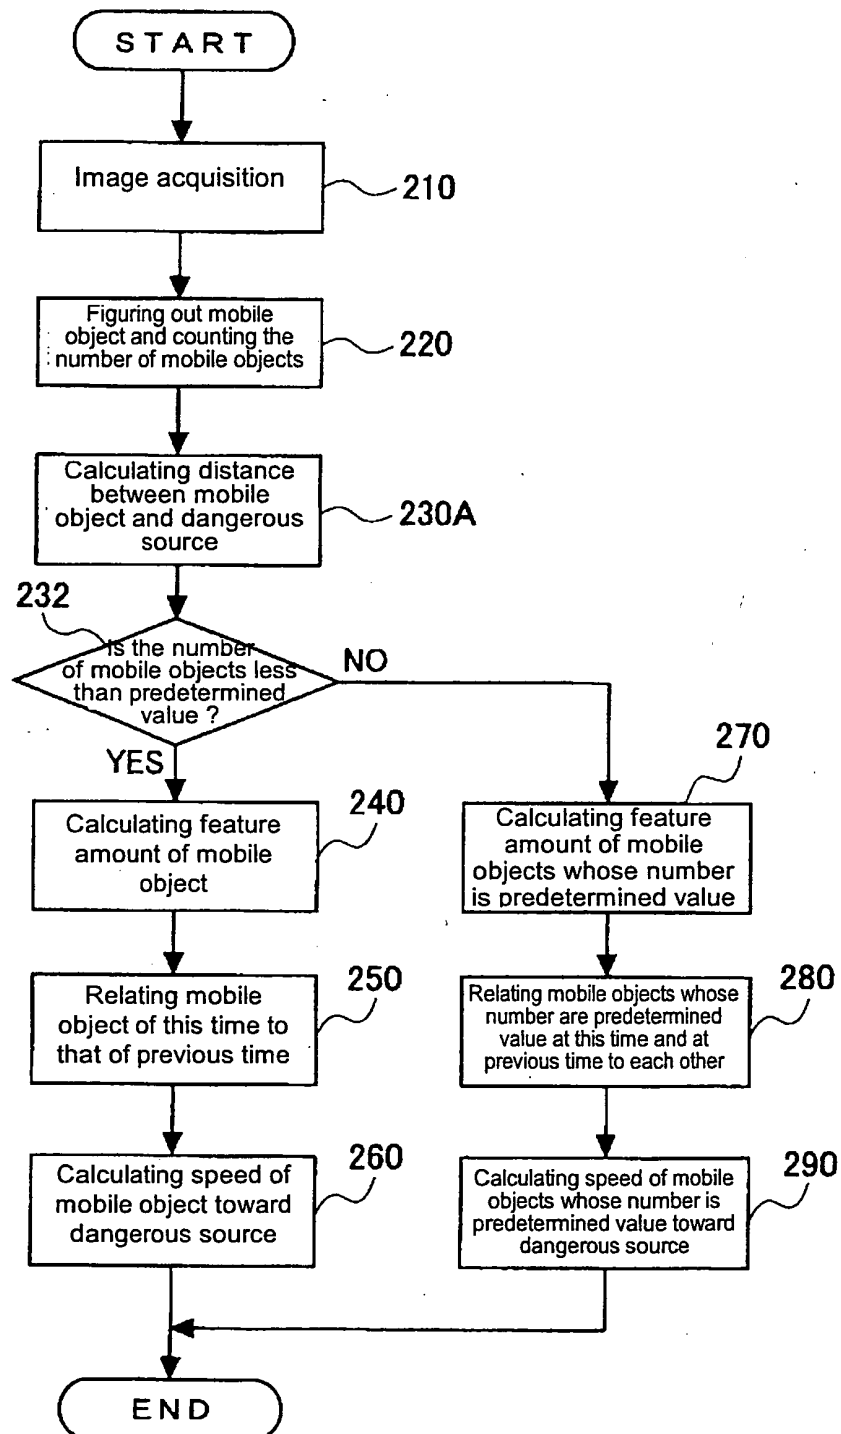 START
Image acquisition
210
Figuring out mobile
object and counting the
number of mobile objects
220
Calculating distance
between mobile
object and dangerous
source
230A
232
Is the number
of mobile objects less
than predetermined
value ?
NO
YES
240
Calculating feature
amount of mobile
object
270
Calculating feature
amount of mobile
objects whose number
is predetermined value
250
Relating mobile
object of this time to
that of previous time
280
Relating mobile objects whose
number are predetermined
value at this time and at
previous time to each other
260
Calculating speed of
mobile object toward
dangerous source
290
Calculating speed of mobile
objects whose number is
predetermined value toward
dangerous source
END